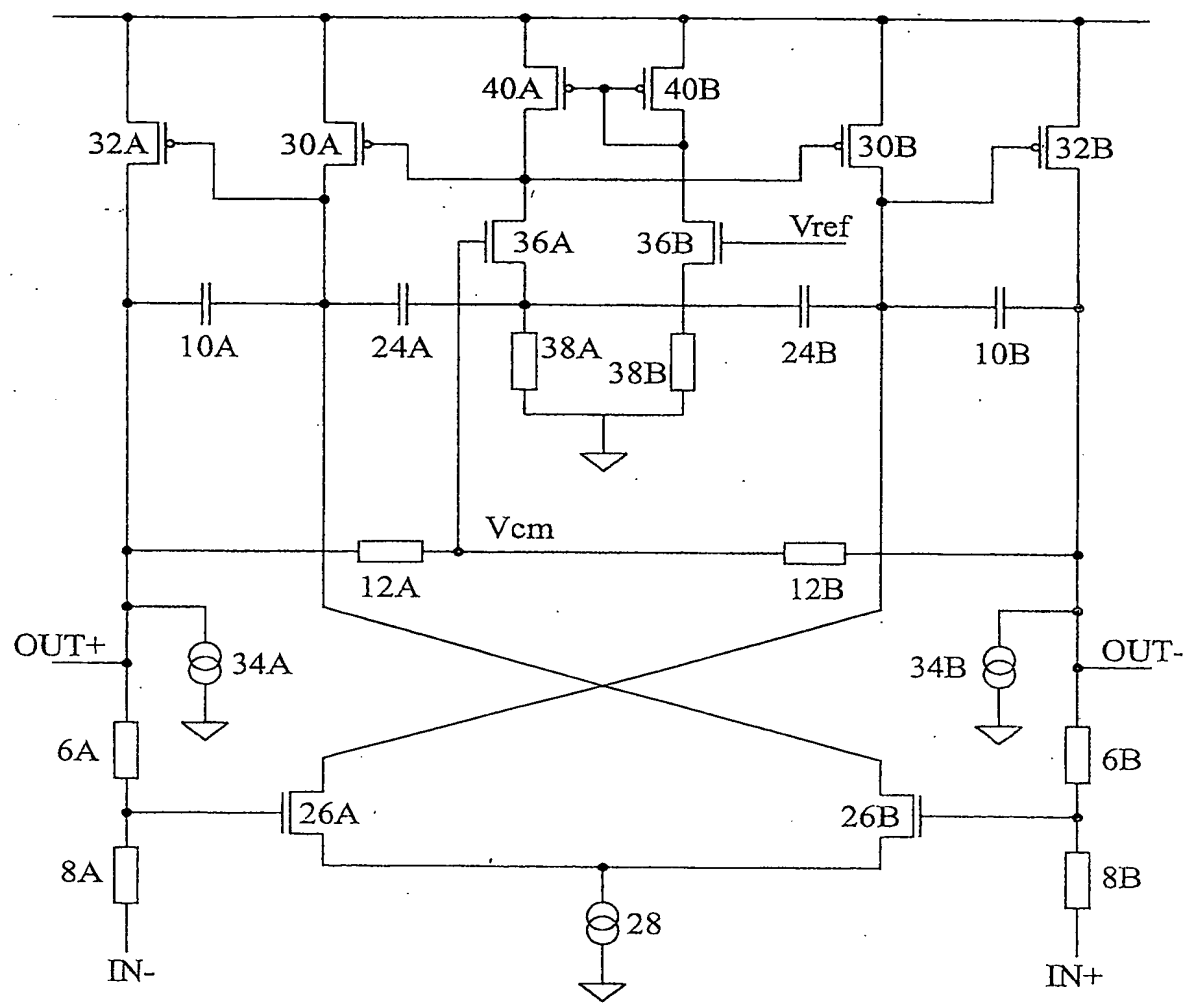 40A
40B
32A
30A
30B
32B
36A
36B
Vref
10A
24A
38A
38B
24B
10B
Vcm
12A
12B
OUT+
34A
34B
OUT-
6A
6B
26A
26B
8A
8B
28
IN-
IN+